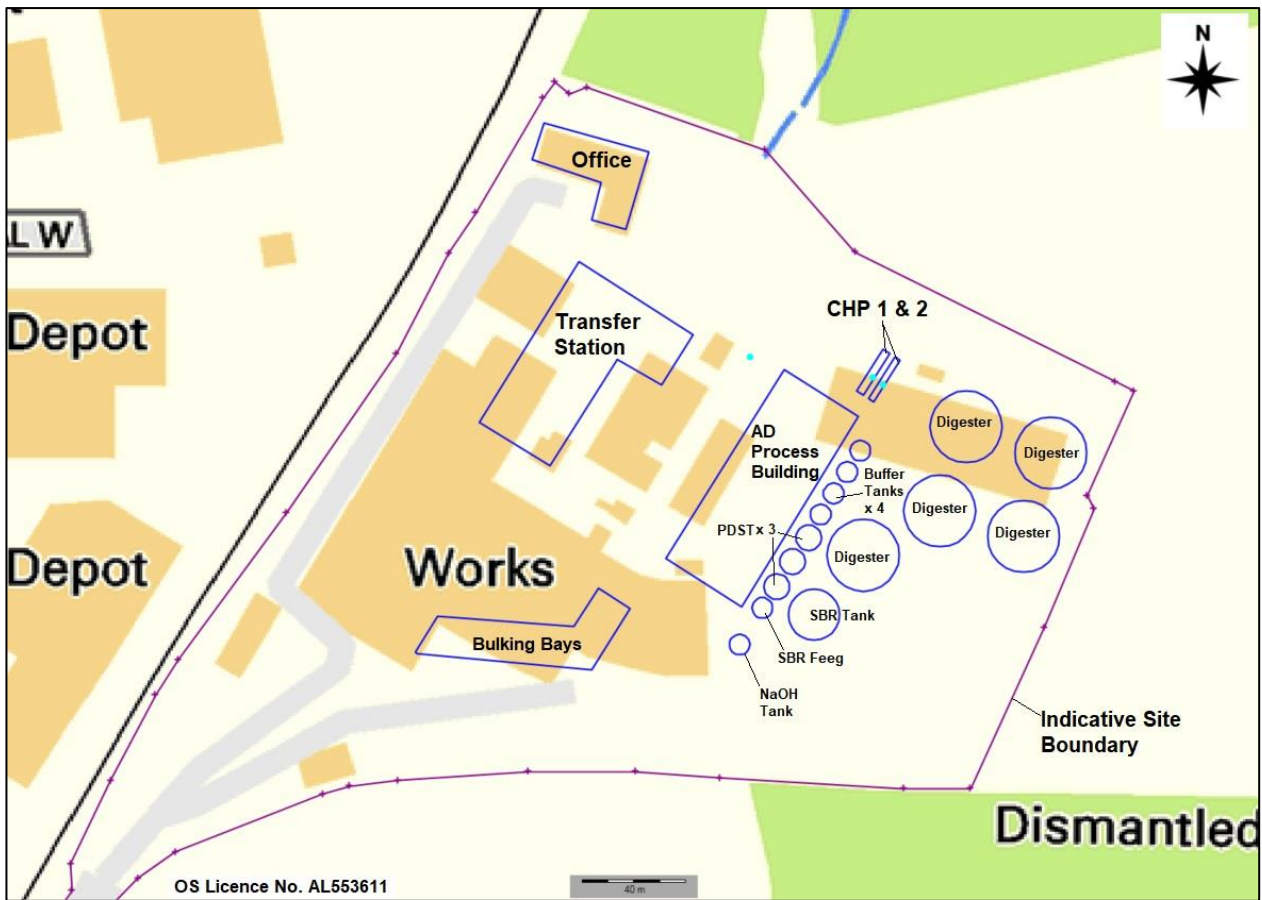 N
Office
L W
CHP 1 & 2
Depot
Transfer
Station
Digester
AD
Process
Building
Digester
Buffer
Tanks
x 4
Digester
PDST x 3
Digester
Digester
Depot
Works
SBR Tank
Bulking Bays
SBR Feeg
NaOH
Tank
Indicative Site
Boundary
Dismantled
OS Licence No. AL553611
40 m